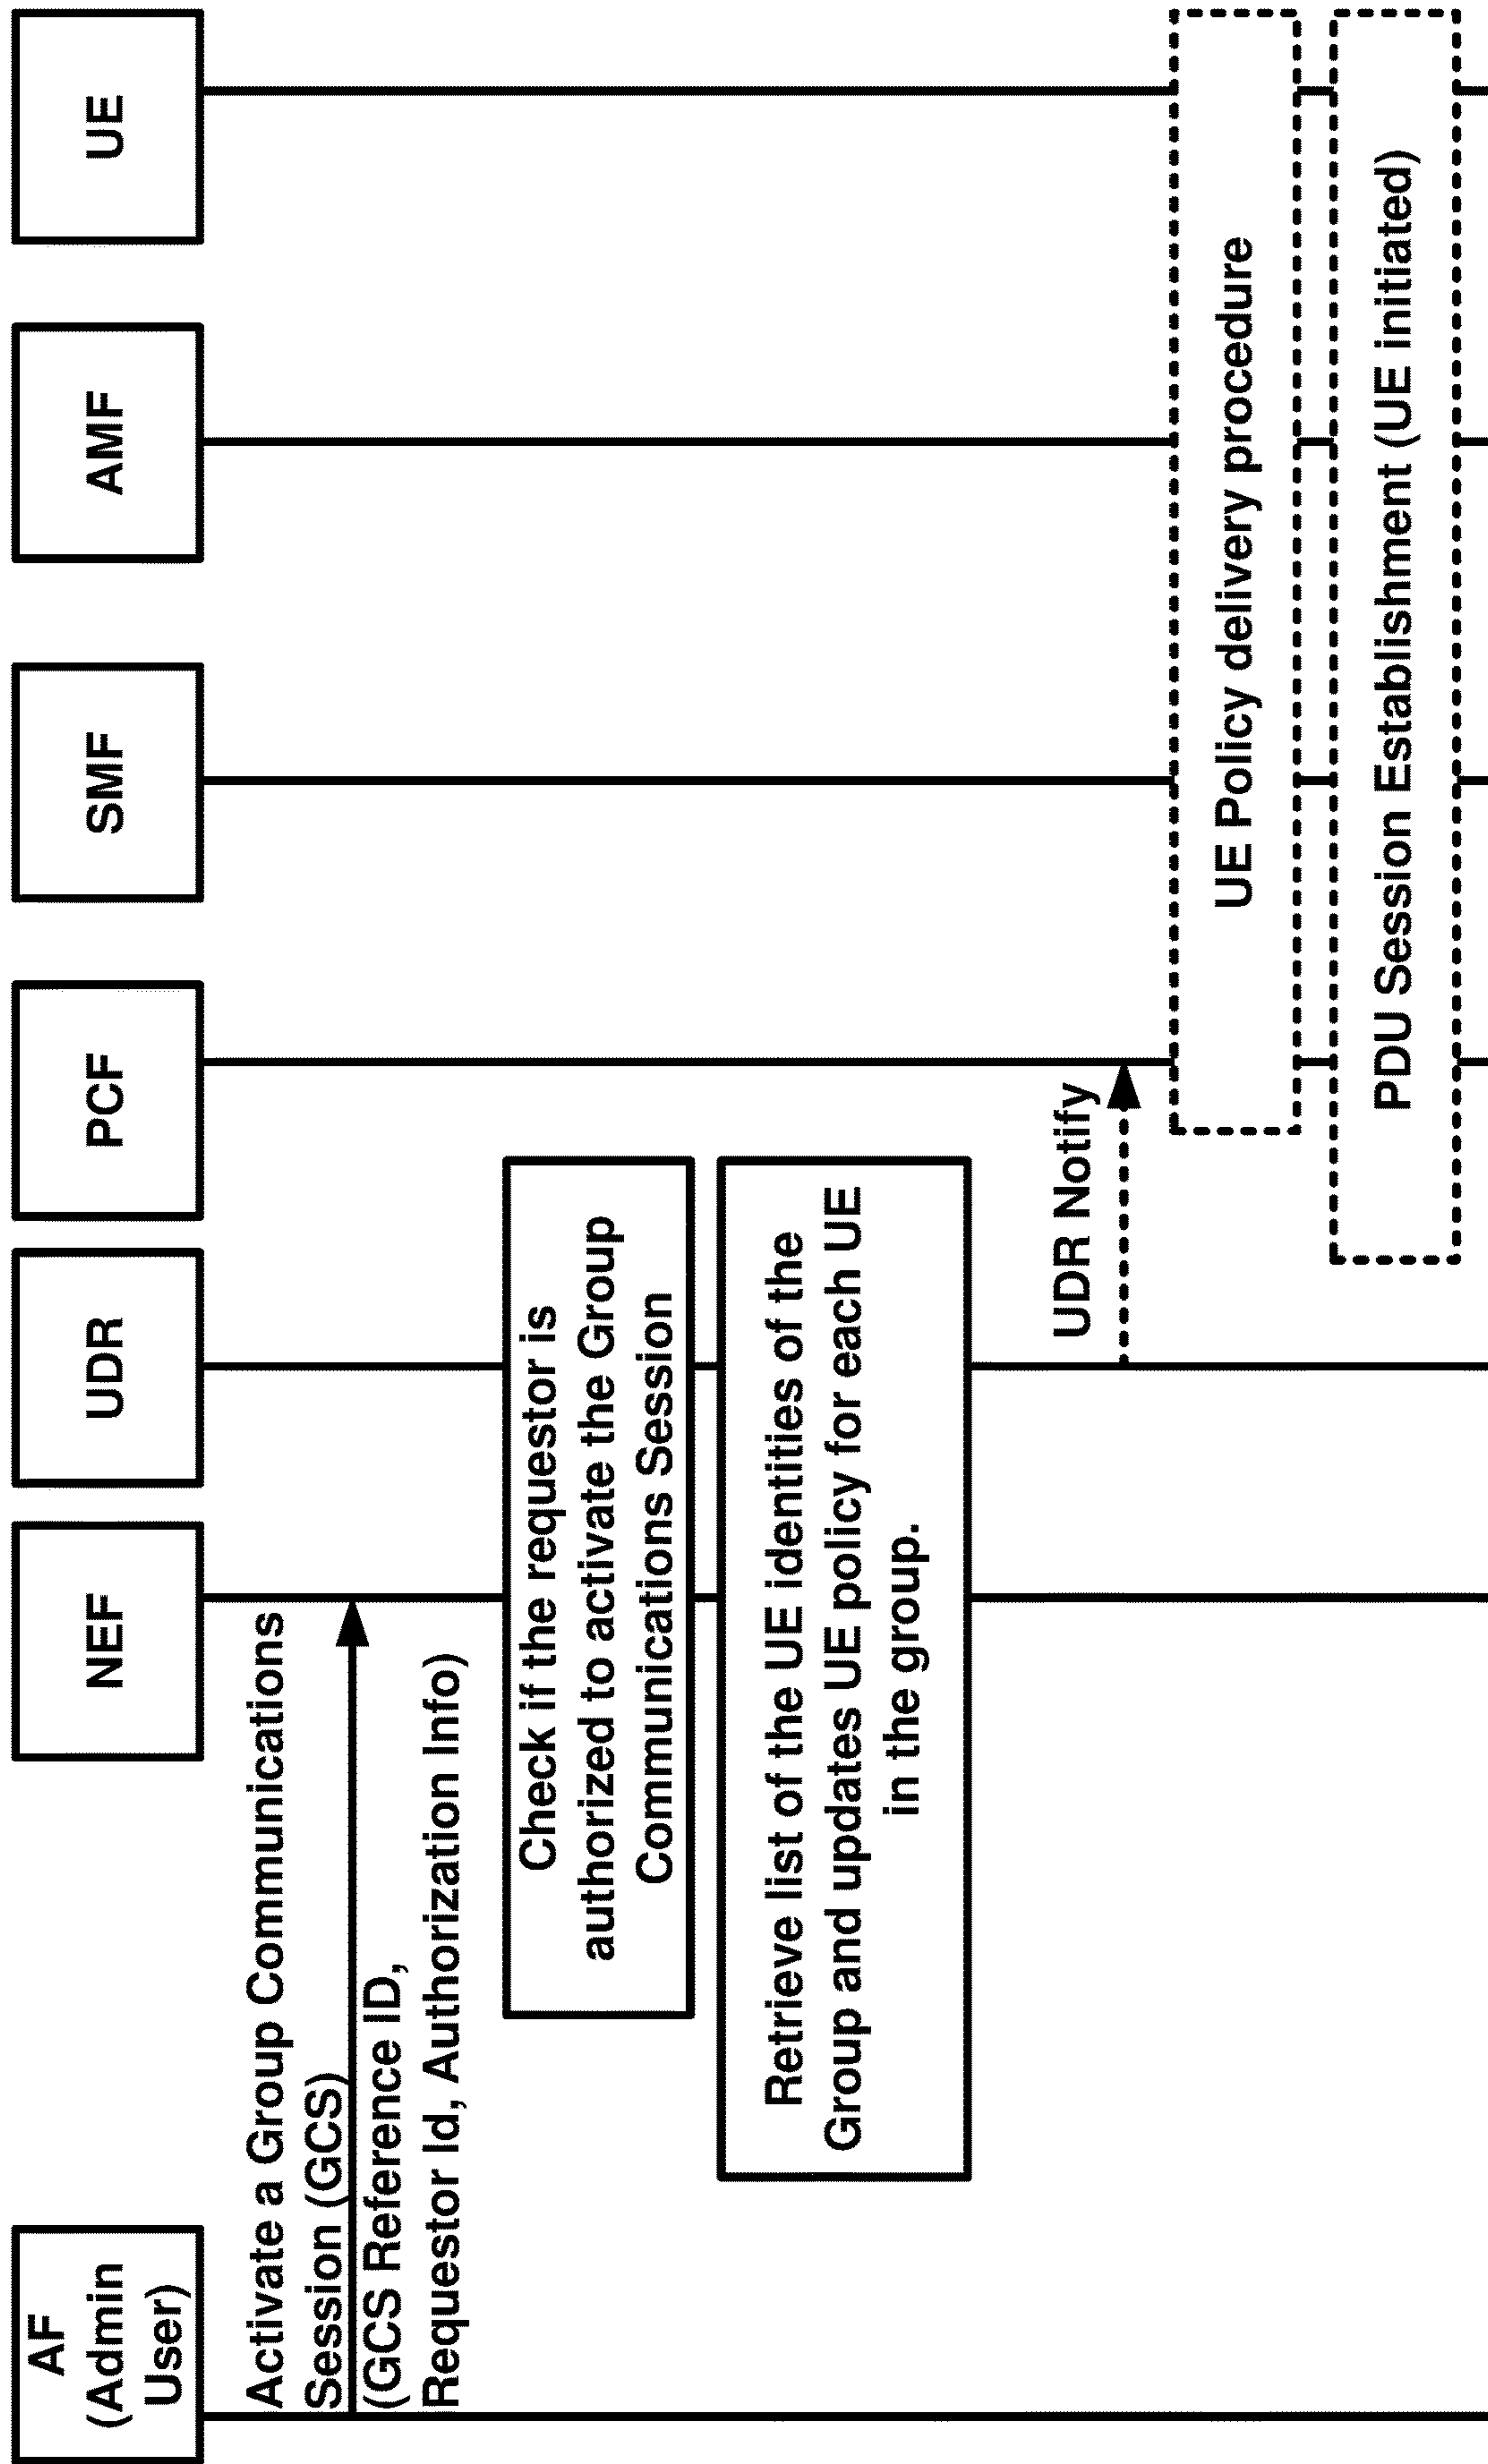 AF
(Admin
User)
NEF
UDR
PCF
SMF
AMF
UE
Activate a Group Communications
Session (GCS)
(GCS Reference ID,
Requestor Id, Authorization Info)
Check if the requestor is
authorized to activate the Group
Communications Session
Retrieve list of the UE identities of the
Group and updates UE policy for each UE
in the group.
UDR Notify
UE Policy delivery procedure
PDU Session Establishment (UE initiated)